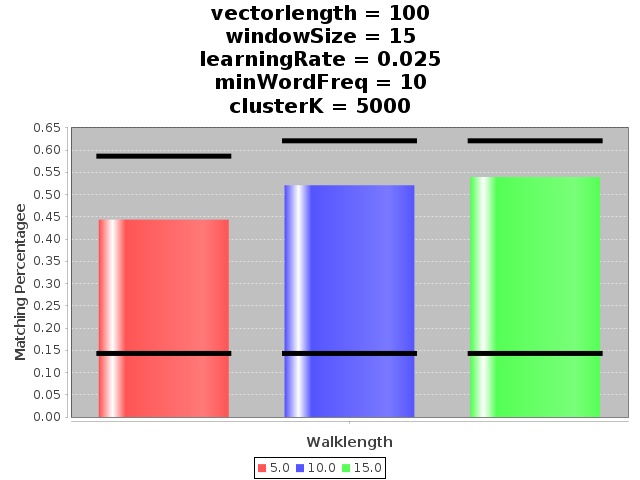 vectorlength = 100
windowSize = 15
learningRate = 0.025
minWordFreq = 10
clusterK = 5000
0.65
0.60
0.55
0.50
0.45
0.40
0.35
0.30
0.25
0.20
0.15
0.10
0.05
0.00
Matching Percentagee
Walklength
5.0 10.0 15.0